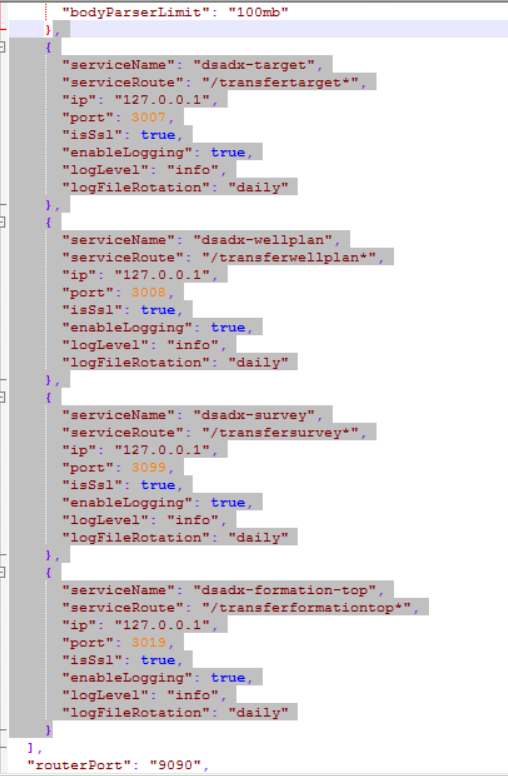 "bodyParserLimit": "100mb"
},
{
"serviceName": "dsadx-target",
"serviceRoute": "/transfertarget*",
"ip": "127.0.0.1",
"port": 3007,
"isSsl": true,
"enableLogging": true,
"logLevel": "info",
"logFileRotation": "daily"
},
{
"serviceName": "dsadx-wellplan",
"serviceRoute": "/transferwellplan*",
"ip": "127.0.0.1",
"port": 3008,
"isSsl": true,
"enableLogging": true,
"logLevel": "info",
"logFileRotation": "daily"
},
{
"serviceName": "dsadx-survey",
"serviceRoute": "/transfersurvey*",
"ip": "127.0.0.1",
"port": 3099,
"isSsl": true,
"enableLogging": true,
"logLevel": "info",
"logFileRotation": "daily"
},
{
"serviceName": "dsadx-formation-top",
"serviceRoute": "/transferformationtop*",
"ip": "127.0.0.1",
"port": 3019,
"isSsl": true,
"enableLogging": true,
"logLevel": "info",
"logFileRotation": "daily"
}
],
"routerPort": "9090",